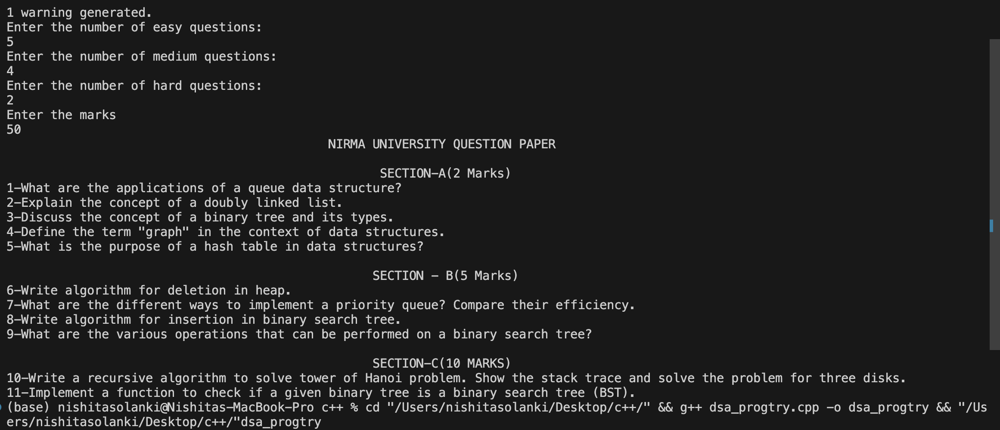 1 warning generated.
Enter the number of easy questions:
5
Enter the number of medium questions:
4
Enter the number of hard questions:
2
Enter the marks
50
NIRMA UNIVERSITY QUESTION PAPER
SECTION-A(2 Marks)
1-What are the applications of a queue data structure?
2-Explain the concept of a doubly linked list.
3-Discuss the concept of a binary tree and its types.
4-Define the term "graph" in the context of data structures.
5-What is the purpose of a hash table in data structures?
SECTION - B(5 Marks)
6-Write algorithm for deletion in heap.
7-What are the different ways to implement a priority queue? Compare their efficiency.
8-Write algorithm for insertion in binary search tree.
9-What are the various operations that can be performed on a binary search tree?
SECTION-C(10 MARKS)
10-Write a recursive algorithm to solve tower of Hanoi problem. Show the stack trace and solve the problem for three disks.
11-Implement a function to check if a given binary tree is a binary search tree (BST).
(base) nishitasolanki@Nishitas-MacBook-Pro c++ % cd "/Users/nishitasolanki/Desktop/c++/" && g++ dsa_progtry.cpp -o dsa_progtry && "/Us
ers/nishitasolanki/Desktop/c++/"dsa_progtry